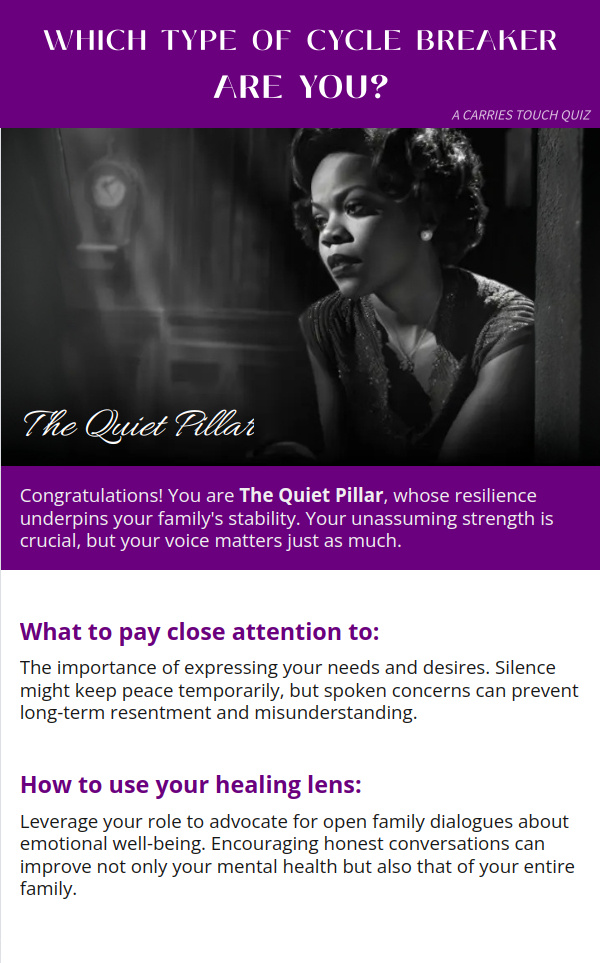 WHICH TYPE OF CYCLE BREAKER
ARE YOU?
A CARRIES TOUCH QUIZ
The Quiet Pillar
Congratulations! You are The Quiet Pillar, whose resilience
underpins your family's stability. Your unassuming strength is
crucial, but your voice matters just as much.
What to pay close attention to:
The importance of expressing your needs and desires. Silence
might keep peace temporarily, but spoken concerns can prevent
long-term resentment and misunderstanding.
How to use your healing lens:
Leverage your role to advocate for open family dialogues about
emotional well-being. Encouraging honest conversations can
improve not only your mental health but also that of your entire
family.